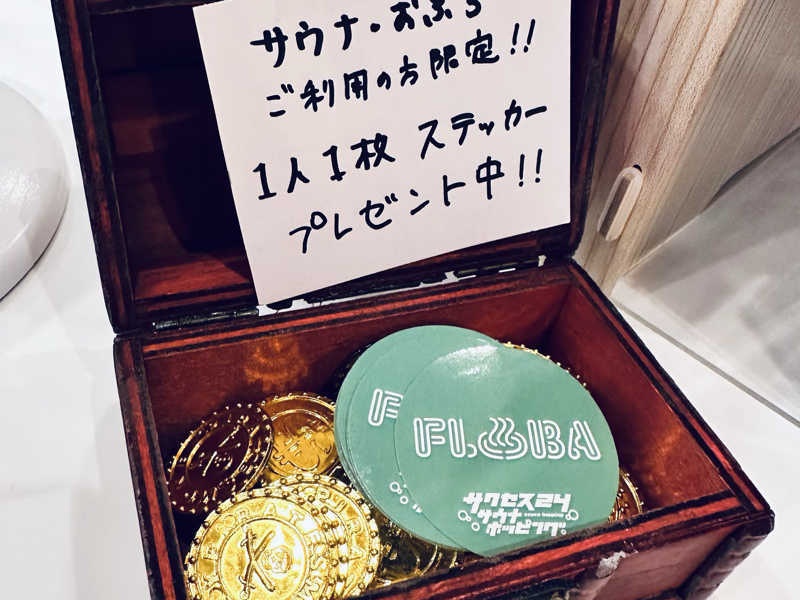 サウナ・おふろ
ご利用の方限定!!
1人1枚 ステッカー
プレゼント中!!
F
FLOBA
サクセス24
サウナ
sauna hopping
ホッピング